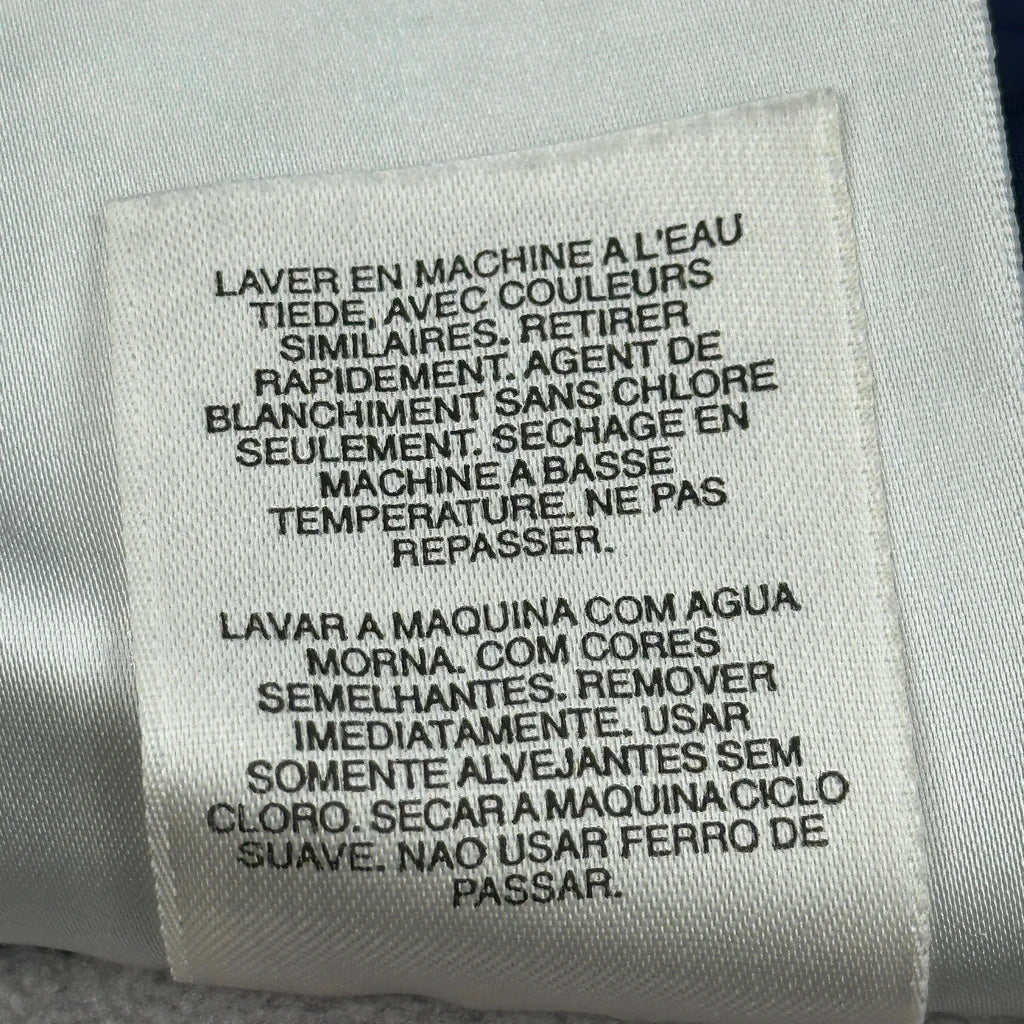 LAVER EN MACHINE A L'EAU
TIEDE, AVEC COULEURS
SIMILAIRES. RETIRER
RAPIDEMENT. AGENT DE
BLANCHIMENT SANS CHLORE
SEULEMENT. SECHAGE EN
MACHINE A BASSE
TEMPERATURE. NE PAS
REPASSER.
LAVAR A MAQUINA COM AGUA
MORNA. COM CORES
SEMELHANTES. REMOVER
IMEDIATAMENTE. USAR
SOMENTE ALVEJANTES SEM
CLORO. SECAR A MAQUINA CICLO
SUAVE. NAO USAR FERRO DE
PASSAR.